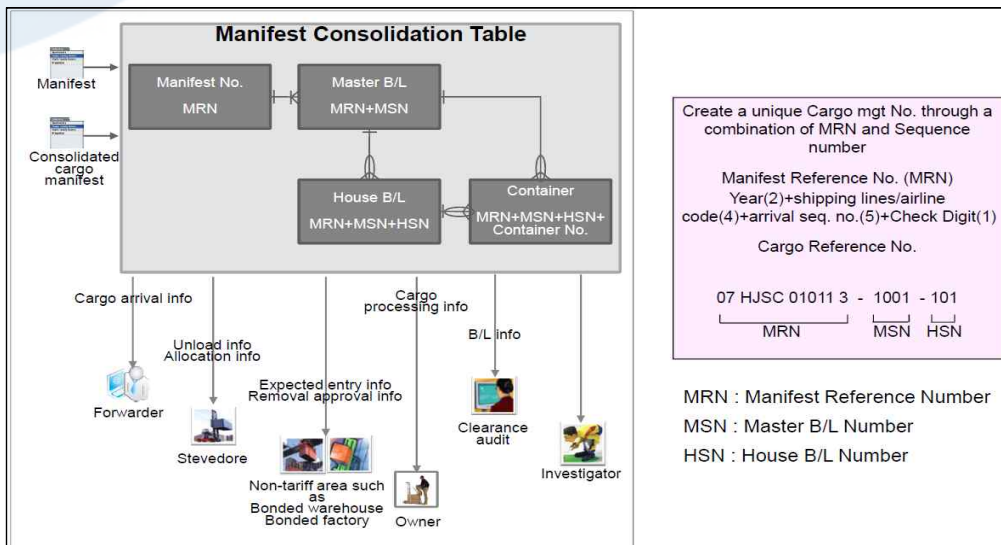 Manifest Consolidation Table
Manifest
Consolidated
cargo
manifest
Manifest No.
MRN
Master B/L
MRN+MSN
House B/L
MRN+MSN+HSN
Container
MRN+MSN+HSN+
Container No.
Cargo arrival info
Unload info
Allocation info
Expected entry info
Removal approval info
Cargo
processing info
B/L info
Forwarder
Stevedore
Non-tariff area such
as
Bonded warehouse
Bonded factory
Owner
Clearance
audit
Investigator
Create a unique Cargo mgt No. through a
combination of MRN and Sequence
number
Manifest Reference No. (MRN)
Year(2)+shipping lines/airline
code(4)+arrival seq. no.(5)+Check Digit(1)
Cargo Reference No.
07 HJSC 01011 3 - 1001 - 101
MRN MSN HSN
MRN : Manifest Reference Number
MSN : Master B/L Number
HSN : House B/L Number